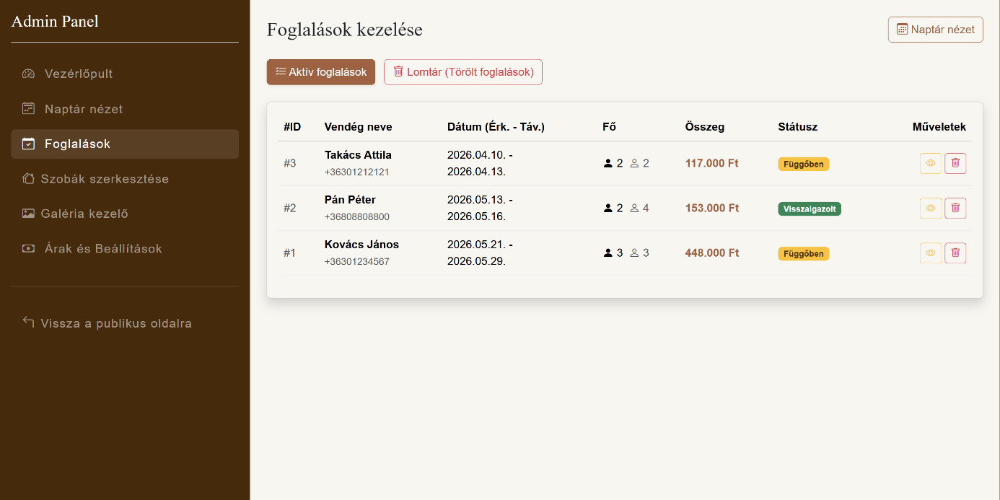 Admin Panel
Vezérlőpult
Naptár nézet
Foglalások
Szobák szerkesztése
Galéria kezelő
Árak és Beállítások
Vissza a publikus oldalra
Foglalások kezelése
Naptár nézet
Aktív foglalások
Lomtár (Törölt foglalások)
#ID Vendég neve Dátum (Érk. - Táv.) Fő Összeg Státusz Műveletek
#3 Takács Attila 2026.04.10. - 2 2 117.000 Ft Függőben
+36301212121 2026.04.13.
#2 Pán Péter 2026.05.13. - 2 4 153.000 Ft Visszaigazolt
+36808808800 2026.05.16.
#1 Kovács János 2026.05.21. - 3 3 448.000 Ft Függőben
+36301234567 2026.05.29.